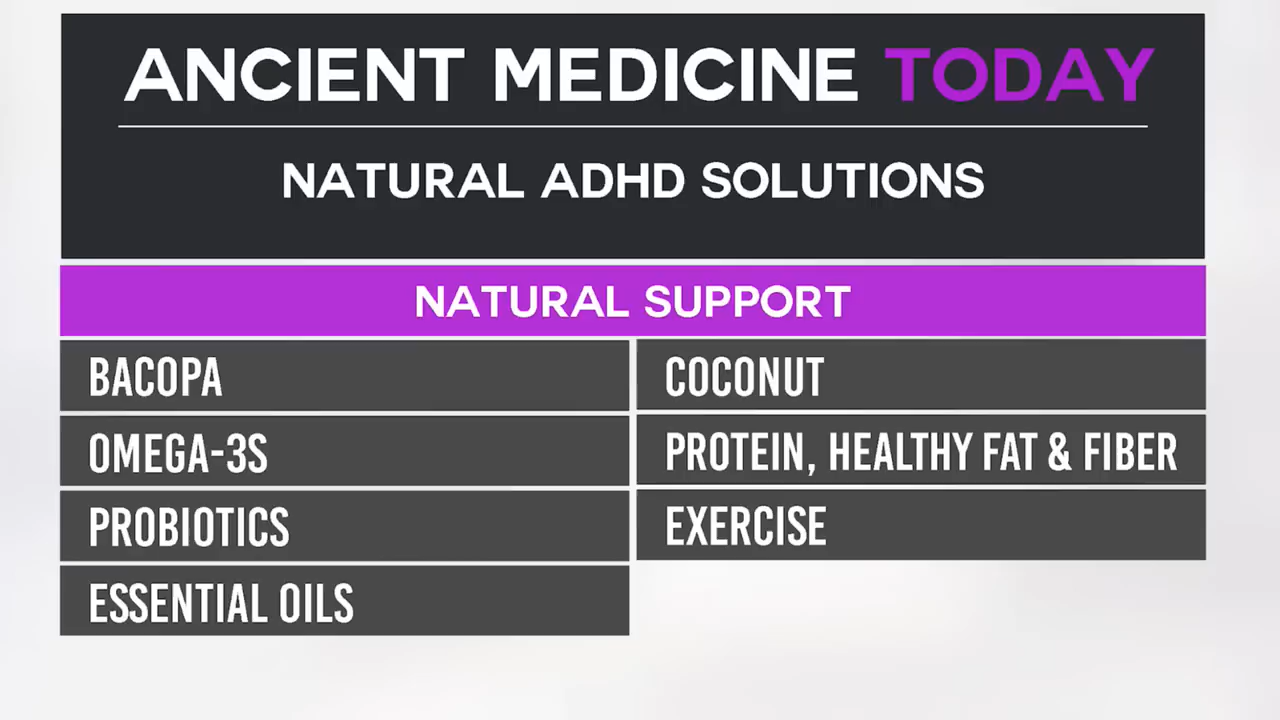 ANCIENT MEDICINE TODAY
NATURAL ADHD SOLUTIONS
NATURAL SUPPORT
BACOPA
OMEGA-3S
PROBIOTICS
ESSENTIAL OILS
COCONUT
PROTEIN, HEALTHY FAT & FIBER
EXERCISE